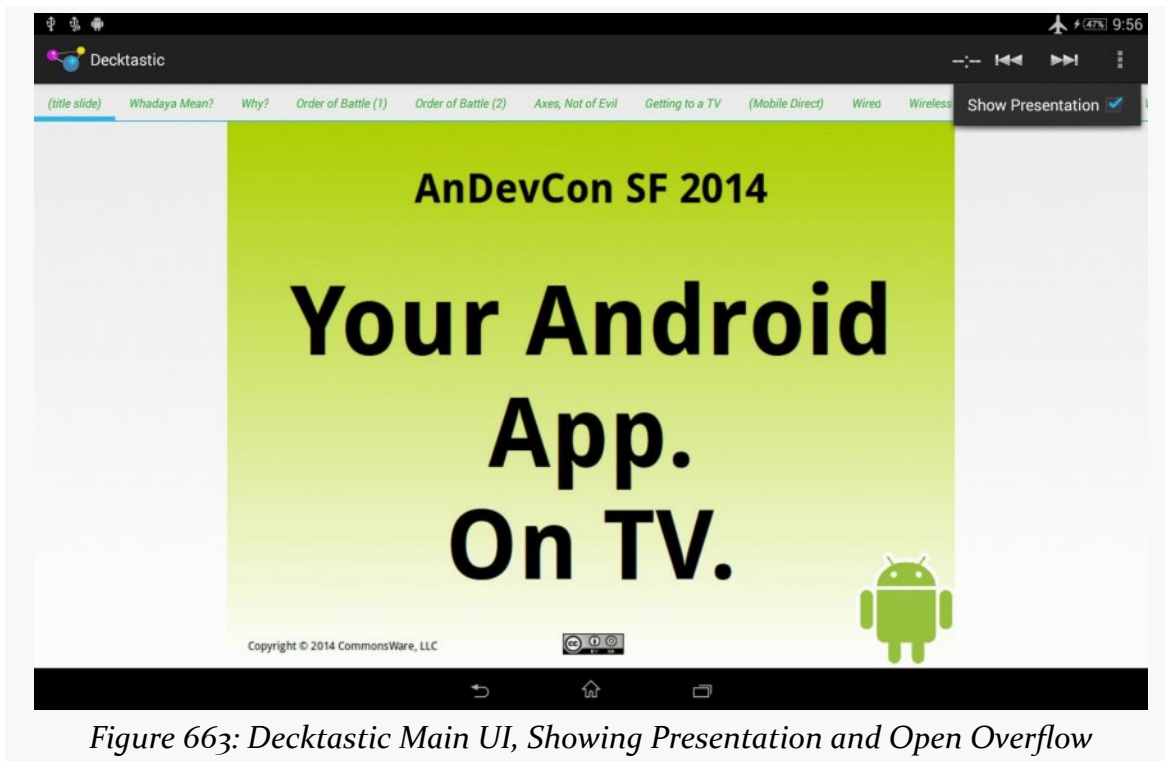 47% 9:56
Decktastic --:--
(title slide) Whadaya Mean? Why? Order of Battle (1) Order of Battle (2) Axes, Not of Evil Getting to a TV (Mobile Direct) Wired Wireless
Show Presentation
AnDevCon SF 2014
Your Android
App.
On TV.
Copyright © 2014 CommonsWare, LLC
cc
Figure 663: Decktastic Main UI, Showing Presentation and Open Overflow